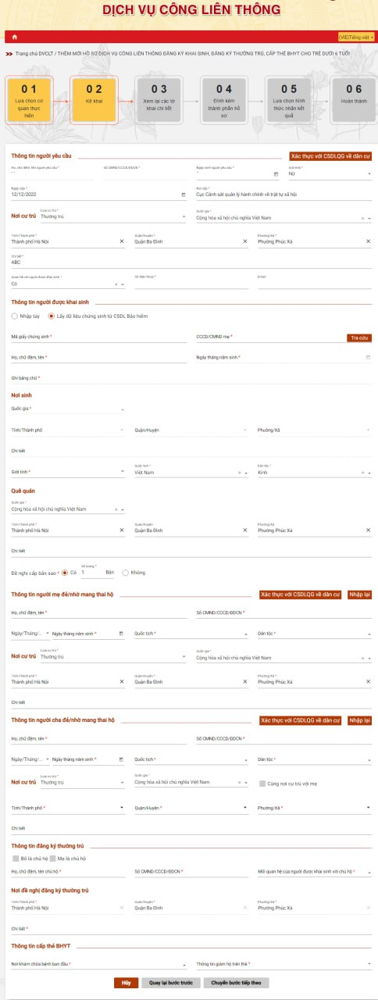 DỊCH VỤ CÔNG LIÊN THÔNG
(VIE)Tiếng việt
Trang chủ DVCLT / THÊM MỚI HỒ SƠ DỊCH VỤ CÔNG LIÊN THÔNG ĐĂNG KÝ KHAI SINH, ĐĂNG KÝ THƯỜNG TRÚ, CẤP THẺ BHYT CHO TRẺ DƯỚI 6 TUỔI
0 1 0 2 0 3 0 4 0 5 0 6
Lựa chọn cơ quan thực hiện Kê khai Xem lại các tờ khai chi tiết Đính kèm thành phần hồ sơ Lựa chọn hình thức nhận kết quả Hoàn thành
Thông tin người yêu cầu Xác thực với CSDLQG về dân cư
Họ, chữ đệm, tên người yêu cầu * Số CMND/CCCD/ĐDCN * Ngày sinh người yêu cầu * Giới tính *
Nữ
Ngày cấp * Nơi cấp *
12/12/2022 Cục Cảnh sát quản lý hành chính về trật tự xã hội
Nơi cư trú Loại cư trú * Quốc gia *
Thường trú Cộng hòa xã hội chủ nghĩa Việt Nam
Tỉnh/Thành phố * Quận/Huyện * Phường/Xã *
Thành phố Hà Nội Quận Ba Đình Phường Phúc Xá
Chi tiết *
ABC
Quan hệ với người được khai sinh * Số điện thoại * Email
Có
Thông tin người được khai sinh
Nhập tay Lấy dữ liệu chứng sinh từ CSDL Bảo hiểm
Mã giấy chứng sinh * CCCD/CMND mẹ * Tra cứu
Họ, chữ đệm, tên * Ngày tháng năm sinh *
Ghi bằng chữ *
Nơi sinh
Quốc gia *
Tỉnh/Thành phố Quận/Huyện Phường/Xã
Chi tiết
Giới tính * Quốc tịch * Dân tộc *
Việt Nam Kinh
Quê quán
Quốc gia *
Cộng hòa xã hội chủ nghĩa Việt Nam
Tỉnh/Thành phố * Quận/Huyện Phường/Xã
Thành phố Hà Nội Quận Ba Đình Phường Phúc Xá
Chi tiết
Số lượng *
Đề nghị cấp bản sao * Có 1 Bản Không
Thông tin người mẹ đẻ/nhờ mang thai hộ Xác thực với CSDLQG về dân cư Nhập lại
Họ, chữ đệm, tên * Số CMND/CCCD/ĐDCN *
Ngày/Tháng/... * Ngày tháng năm sinh * Quốc tịch * Dân tộc *
Nơi cư trú Loại cư trú * Quốc gia *
Thường trú Cộng hòa xã hội chủ nghĩa Việt Nam
Tỉnh/Thành phố * Quận/Huyện * Phường/Xã *
Thành phố Hà Nội Quận Ba Đình Phường Phúc Xá
Chi tiết
Thông tin người cha đẻ/nhờ mang thai hộ Xác thực với CSDLQG về dân cư Nhập lại
Họ, chữ đệm, tên * Số CMND/CCCD/ĐDCN *
Ngày/Tháng/... * Ngày tháng năm sinh * Quốc tịch * Dân tộc *
Nơi cư trú Loại cư trú * Quốc gia *
Thường trú Cộng hòa xã hội chủ nghĩa Việt Nam Cùng nơi cư trú với mẹ
Tỉnh/Thành phố * Quận/Huyện * Phường/Xã *
Chi tiết
Thông tin đăng ký thường trú
Bố là chủ hộ Mẹ là chủ hộ
Họ, chữ đệm, tên chủ hộ * Số CMND/CCCD/ĐDCN * Mối quan hệ của người được khai sinh với chủ hộ *
Nơi đề nghị đăng ký thường trú
Tỉnh/Thành phố * Quận/Huyện * Phường/Xã *
Thành phố Hà Nội Quận Ba Đình Phường Phúc Xá
Chi tiết *
Thông tin cấp thẻ BHYT
Nơi khám chữa bệnh ban đầu * Thông tin giám hộ trên thẻ *
Hủy Quay lại bước trước Chuyển bước tiếp theo